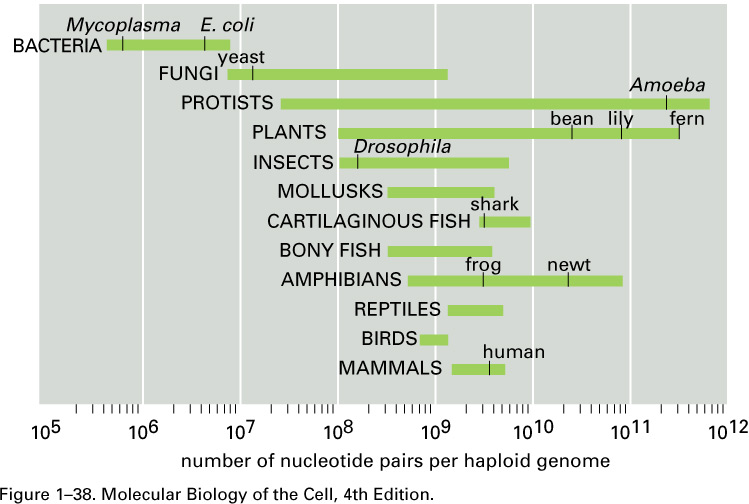 Mycoplasma E. coli
BACTERIA
yeast
FUNGI
Amoeba
PROTISTS
bean lily fern
PLANTS
Drosophila
INSECTS
MOLLUSKS
shark
CARTILAGINOUS FISH
BONY FISH
frog newt
AMPHIBIANS
REPTILES
BIRDS
human
MAMMALS
10⁵ 10⁶ 10⁷ 10⁸ 10⁹ 10¹⁰ 10¹¹ 10¹²
number of nucleotide pairs per haploid genome
Figure 1–38. Molecular Biology of the Cell, 4th Edition.